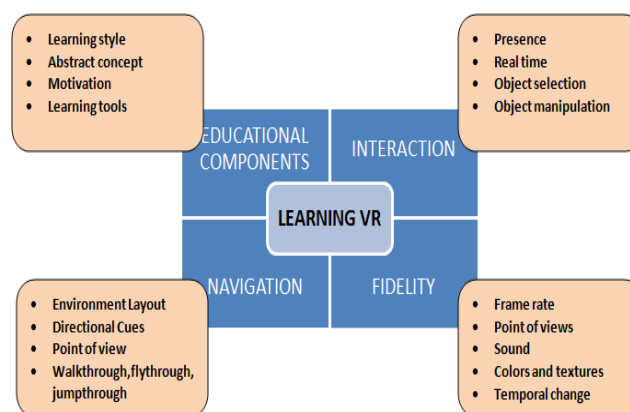 • Learning style
• Abstract concept
• Motivation
• Learning tools
• Presence
• Real time
• Object selection
• Object manipulation
EDUCATIONAL
COMPONENTS
INTERACTION
LEARNING VR
NAVIGATION
FIDELITY
• Environment Layout
• Directional Cues
• Point of view
• Walkthrough,flythrough,
jumpthrough
• Frame rate
• Point of views
• Sound
• Colors and textures
• Temporal change